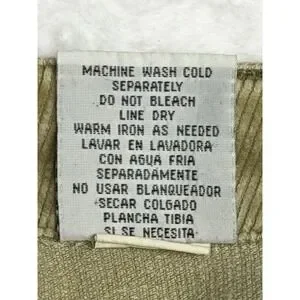 MACHINE WASH COLD
SEPARATELY
DO NOT BLEACH
LINE DRY
WARM IRON AS NEEDED
LAVAR EN LAVADORA
CON AGUA FRIA
SEPARADAMENTE
NO USAR BLANQUEADOR
SECAR COLGADO
PLANCHA TIBIA
SI SE NECESITA